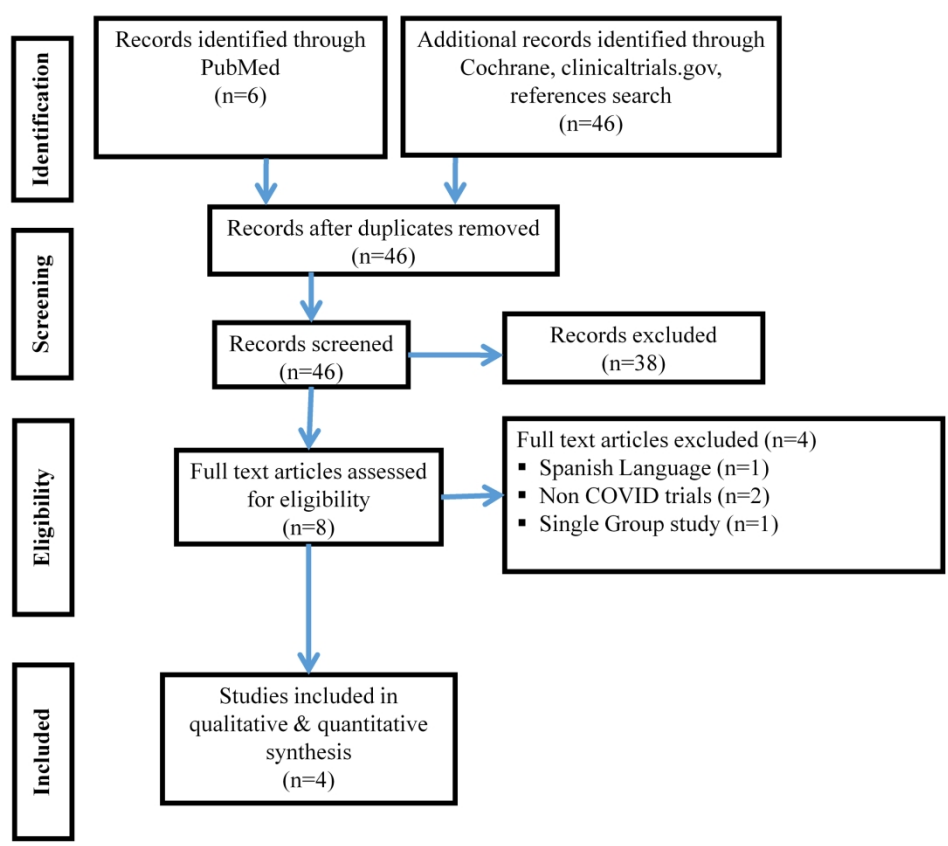 Identification
Records identified through
PubMed
(n=6)
Additional records identified through
Cochrane, clinicaltrials.gov,
references search
(n=46)
Records after duplicates removed
(n=46)
Screening
Records screened
(n=46)
Records excluded
(n=38)
Eligibility
Full text articles assessed
for eligibility
(n=8)
Full text articles excluded (n=4)
▪ Spanish Language (n=1)
▪ Non COVID trials (n=2)
▪ Single Group study (n=1)
Included
Studies included in
qualitative & quantitative
synthesis
(n=4)